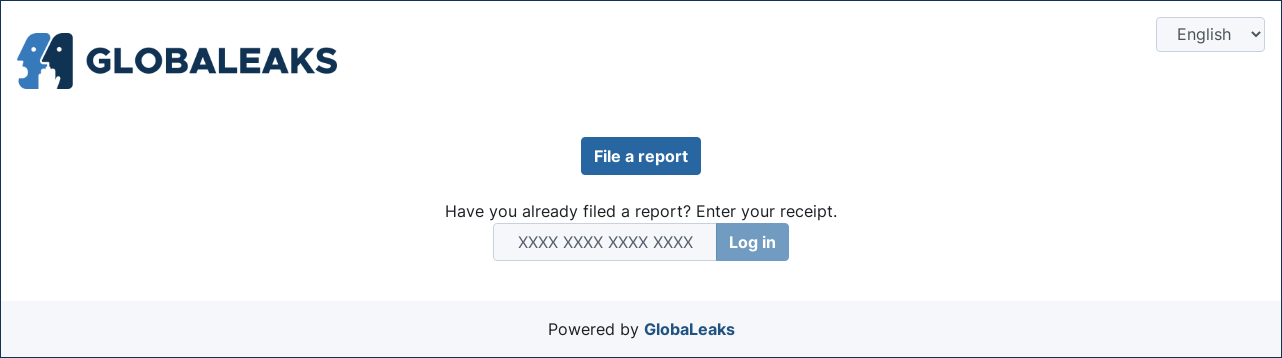 GLOBALEAKS
English
File a report
Have you already filed a report? Enter your receipt.
XXXX XXXX XXXX XXXX
Log in
Powered by GlobaLeaks